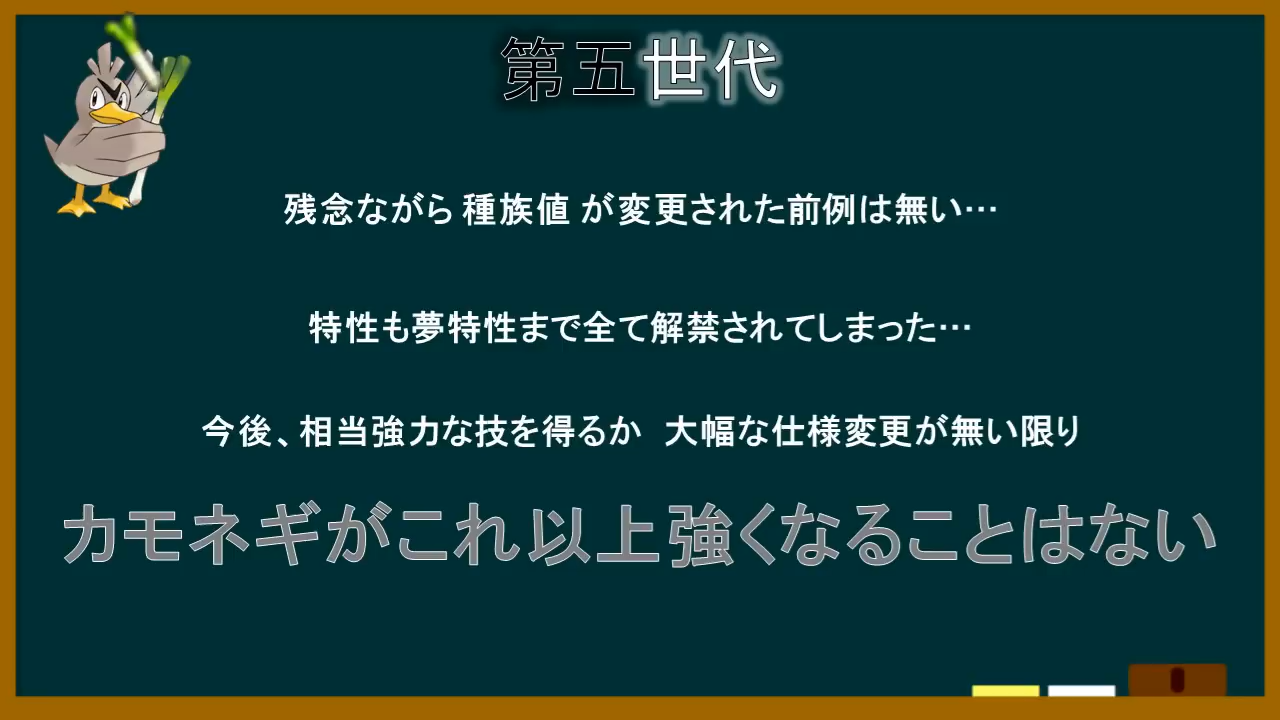 第五世代
残念ながら 種族値 が変更された前例は無い…
特性も夢特性まで全て解禁されてしまった…
今後、相当強力な技を得るか　大幅な仕様変更が無い限り
カモネギがこれ以上強くなることはない